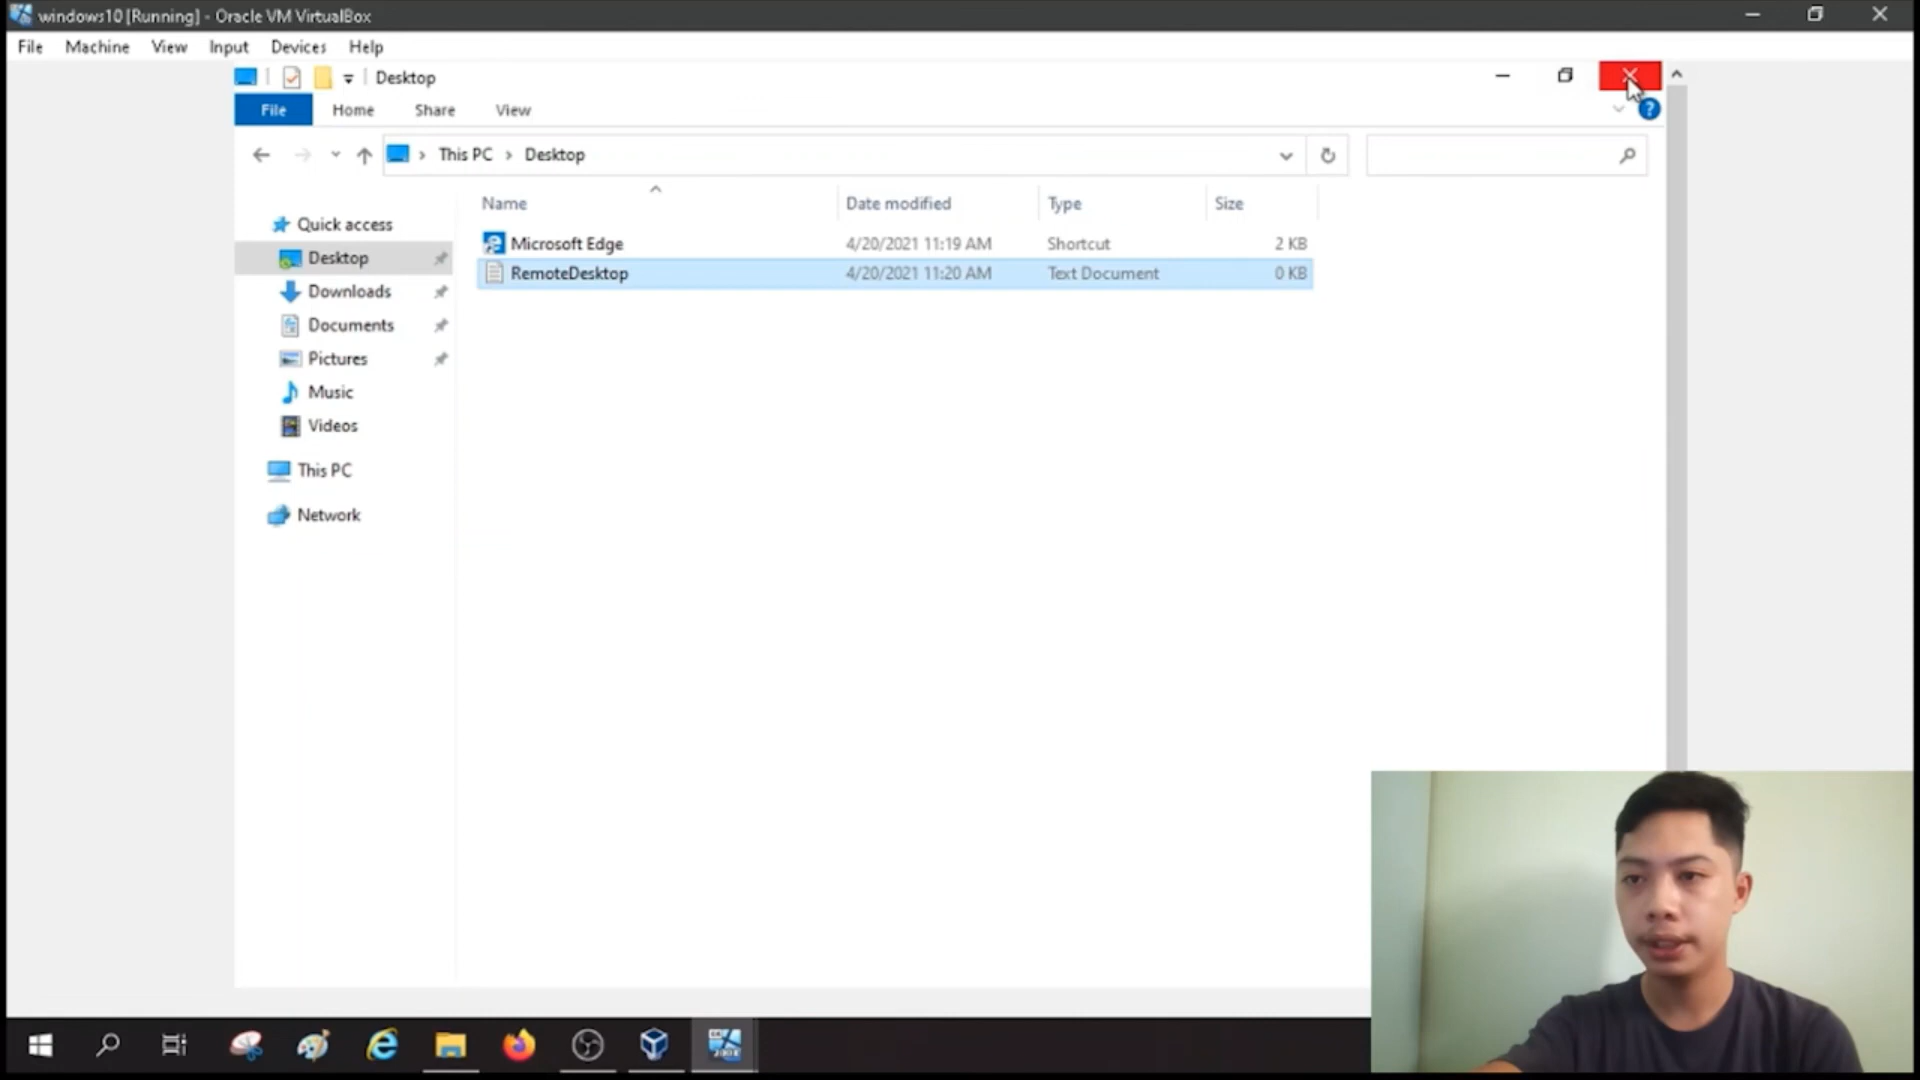 windows10 [Running] - Oracle VM VirtualBox
File Machine View Input Devices Help
Desktop
File Home Share View
This PC > Desktop
Name Date modified Type Size
Quick access
Microsoft Edge 4/20/2021 11:19 AM Shortcut 2 KB
Desktop
RemoteDesktop 4/20/2021 11:20 AM Text Document 0 KB
Downloads
Documents
Pictures
Music
Videos
This PC
Network